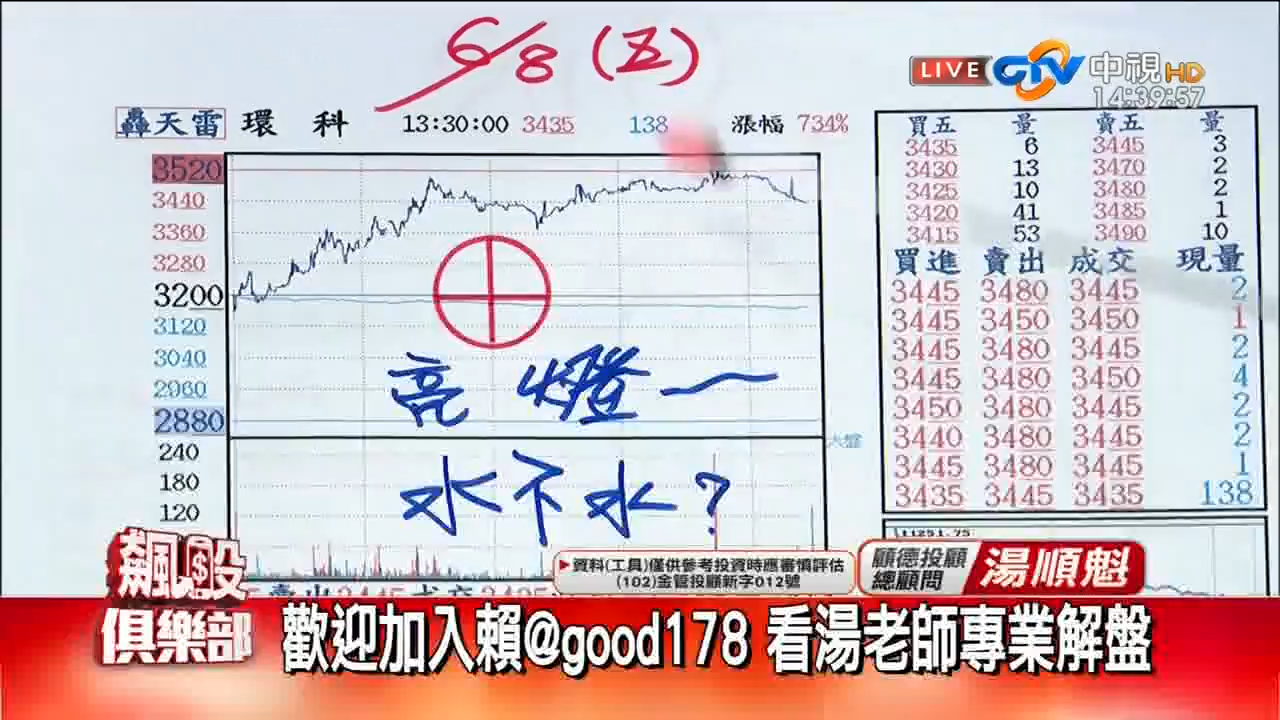 6/8(五)
LIVE CTV 中視HD
14:39:57
轟天雷 環科 13:30:00 3435 138 漲幅 734%
3520
3440
3360
3280
3200
3120
3040
2960
2880
240
180
120
亮燈
水不水?
大盤
買五 量 賣五 量
3435 6 3445 3
3430 13 3470 2
3425 10 3480 2
3420 41 3485 1
3415 53 3490 10
買進 賣出 成交 現量
3445 3480 3445 2
3445 3450 3450 1
3445 3480 3445 2
3445 3480 3450 4
3450 3480 3445 2
3440 3480 3445 2
3445 3480 3445 1
3435 3445 3435 138
11251.75
資料(工具)僅供參考投資時應審慎評估
(102)金管投顧新字012號
顧德投顧
總顧問
湯順魁
飆股
俱樂部
歡迎加入賴@good178 看湯老師專業解盤